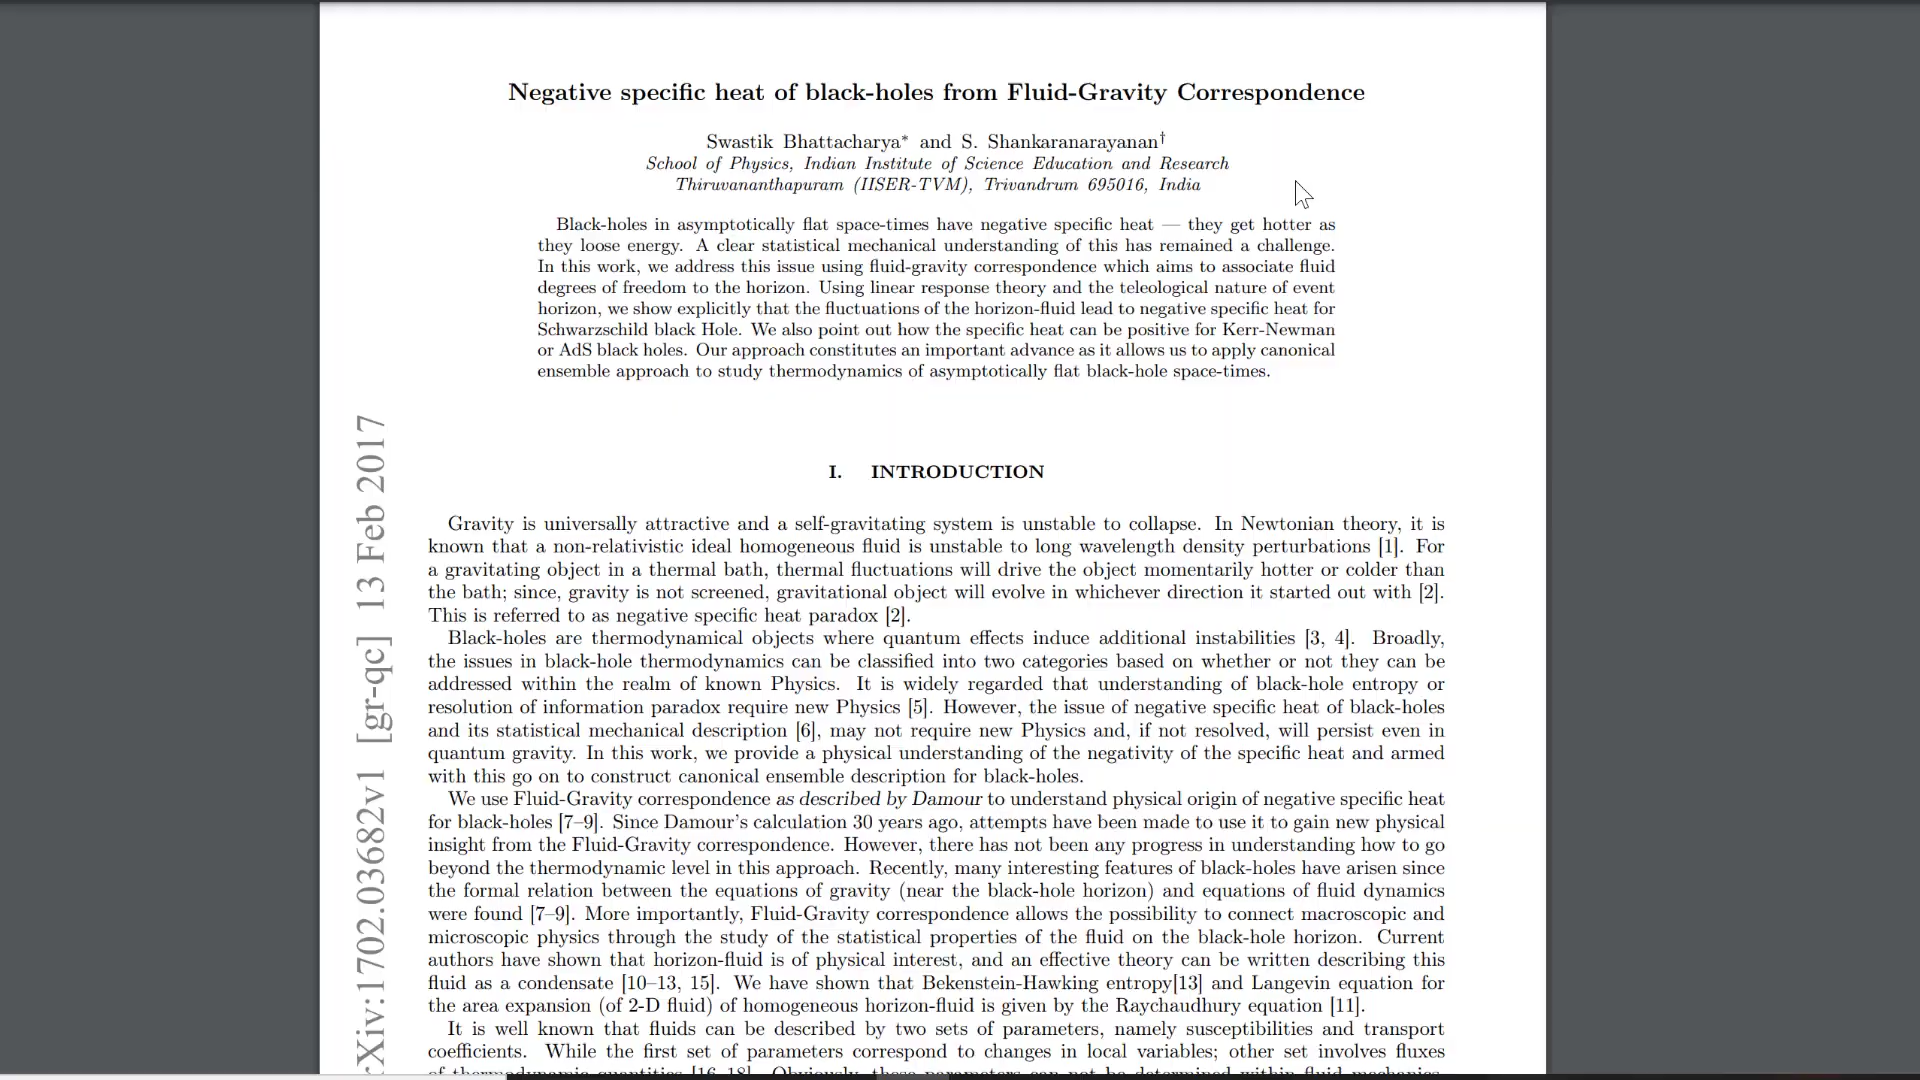 Negative specific heat of black-holes from Fluid-Gravity Correspondence
Swastik Bhattacharya* and S. Shankaranarayanan†
School of Physics, Indian Institute of Science Education and Research
Thiruvananthapuram (IISER-TVM), Trivandrum 695016, India
Black-holes in asymptotically flat space-times have negative specific heat — they get hotter as
they loose energy. A clear statistical mechanical understanding of this has remained a challenge.
In this work, we address this issue using fluid-gravity correspondence which aims to associate fluid
degrees of freedom to the horizon. Using linear response theory and the teleological nature of event
horizon, we show explicitly that the fluctuations of the horizon-fluid lead to negative specific heat for
Schwarzschild black Hole. We also point out how the specific heat can be positive for Kerr-Newman
or AdS black holes. Our approach constitutes an important advance as it allows us to apply canonical
ensemble approach to study thermodynamics of asymptotically flat black-hole space-times.
I. INTRODUCTION
Gravity is universally attractive and a self-gravitating system is unstable to collapse. In Newtonian theory, it is
known that a non-relativistic ideal homogeneous fluid is unstable to long wavelength density perturbations [1]. For
a gravitating object in a thermal bath, thermal fluctuations will drive the object momentarily hotter or colder than
the bath; since, gravity is not screened, gravitational object will evolve in whichever direction it started out with [2].
This is referred to as negative specific heat paradox [2].
Black-holes are thermodynamical objects where quantum effects induce additional instabilities [3, 4]. Broadly,
the issues in black-hole thermodynamics can be classified into two categories based on whether or not they can be
addressed within the realm of known Physics. It is widely regarded that understanding of black-hole entropy or
resolution of information paradox require new Physics [5]. However, the issue of negative specific heat of black-holes
and its statistical mechanical description [6], may not require new Physics and, if not resolved, will persist even in
quantum gravity. In this work, we provide a physical understanding of the negativity of the specific heat and armed
with this go on to construct canonical ensemble description for black-holes.
We use Fluid-Gravity correspondence as described by Damour to understand physical origin of negative specific heat
for black-holes [7–9]. Since Damour's calculation 30 years ago, attempts have been made to use it to gain new physical
insight from the Fluid-Gravity correspondence. However, there has not been any progress in understanding how to go
beyond the thermodynamic level in this approach. Recently, many interesting features of black-holes have arisen since
the formal relation between the equations of gravity (near the black-hole horizon) and equations of fluid dynamics
were found [7–9]. More importantly, Fluid-Gravity correspondence allows the possibility to connect macroscopic and
microscopic physics through the study of the statistical properties of the fluid on the black-hole horizon. Current
authors have shown that horizon-fluid is of physical interest, and an effective theory can be written describing this
fluid as a condensate [10–13, 15]. We have shown that Bekenstein-Hawking entropy[13] and Langevin equation for
the area expansion (of 2-D fluid) of homogeneous horizon-fluid is given by the Raychaudhury equation [11].
It is well known that fluids can be described by two sets of parameters, namely susceptibilities and transport
coefficients. While the first set of parameters correspond to changes in local variables; other set involves fluxes
of thermodynamic quantities [16–18]. Obviously, these parameters can not be determined within fluid mechanics.
rXiv:1702.03682v1 [gr-qc] 13 Feb 2017